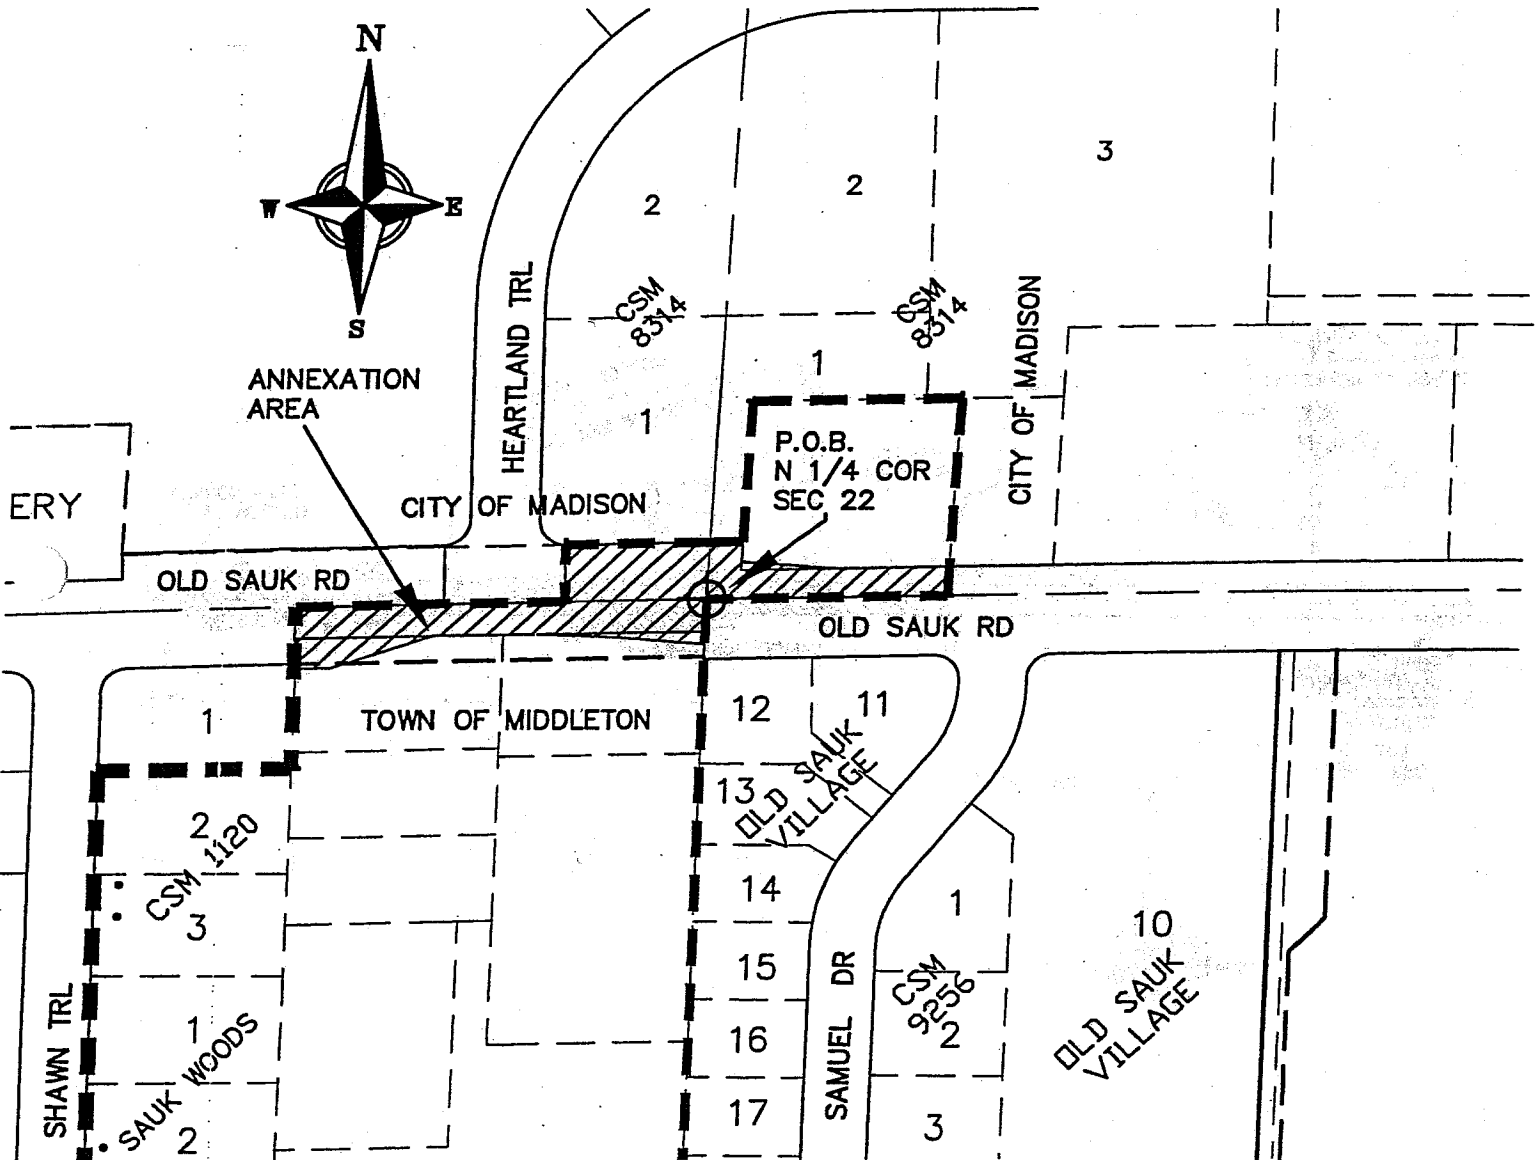 N
W E
S
3
2
2
HEARTLAND TRL
CSM
8314
CSM
8314
CITY OF MADISON
1
ANNEXATION
AREA
1
P.O.B.
N 1/4 COR
SEC 22
ERY
CITY OF MADISON
OLD SAUK RD
OLD SAUK RD
1
TOWN OF MIDDLETON
12
11
OLD SAUK
VILLAGE
13
2
CSM 1120
3
14
1
10
OLD SAUK
VILLAGE
15
CSM
9256
2
SHAWN TRL
1
SAUK WOODS
2
16
SAMUEL DR
17
3